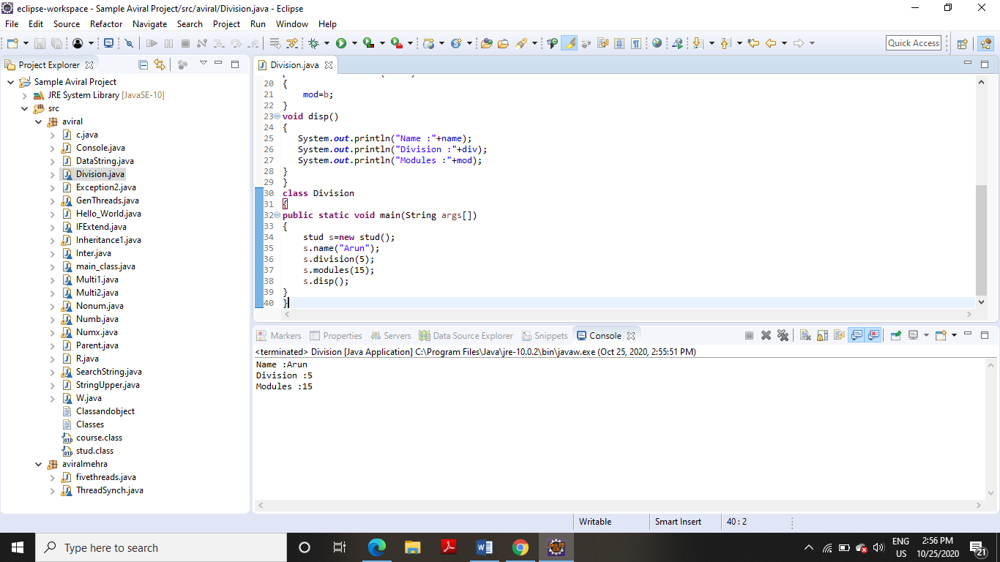 eclipse-workspace - Sample Aviral Project/src/aviral/Division.java - Eclipse
File Edit Source Refactor Navigate Search Project Run Window Help
Quick Access
Project Explorer
Sample Aviral Project
JRE System Library [JavaSE-10]
src
aviral
c.java
Console.java
DataString.java
Division.java
Exception2.java
GenThreads.java
Hello_World.java
IFExtend.java
Inheritance1.java
Inter.java
main_class.java
Multi1.java
Multi2.java
Nonum.java
Numb.java
Numx.java
Parent.java
R.java
SearchString.java
StringUpper.java
W.java
Classandobject
Classes
course.class
stud.class
aviralmehra
fivethreads.java
ThreadSynch.java
Division.java
20 {
21 mod=b;
22 }
23 void disp()
24 {
25 System.out.println("Name :"+name);
26 System.out.println("Division :"+div);
27 System.out.println("Modules :"+mod);
28 }
29 }
30 class Division
31 {
32 public static void main(String args[])
33 {
34 stud s=new stud();
35 s.name("Arun");
36 s.division(5);
37 s.modules(15);
38 s.disp();
39 }
40 }
Markers Properties Servers Data Source Explorer Snippets Console
<terminated> Division [Java Application] C:\Program Files\Java\jre-10.0.2\bin\javaw.exe (Oct 25, 2020, 2:55:51 PM)
Name :Arun
Division :5
Modules :15
Writable Smart Insert 40 : 2
Type here to search
ENG
US
2:56 PM
10/25/2020
21